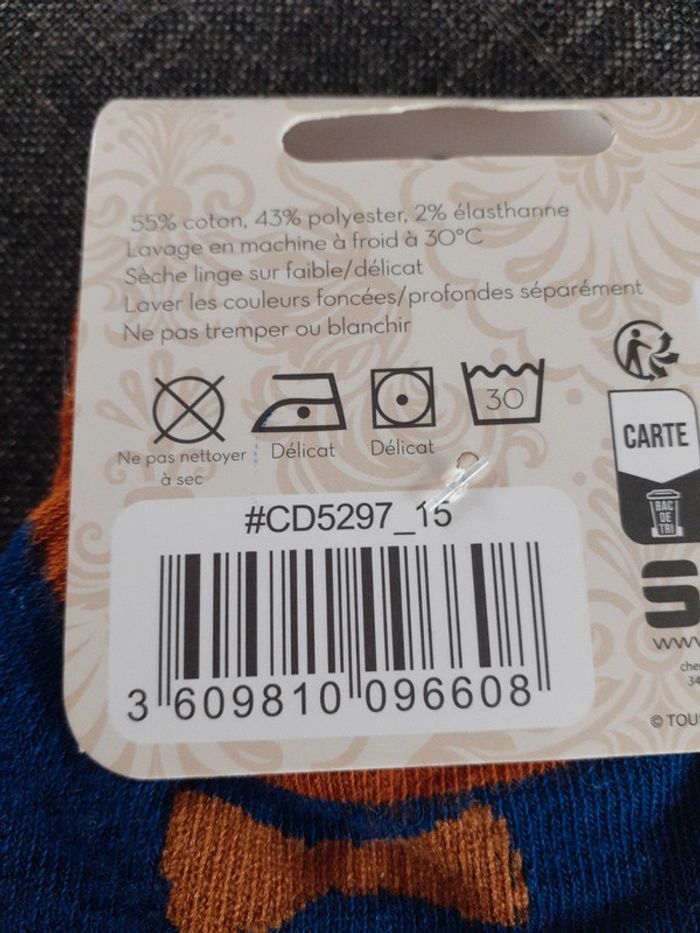 55% coton, 43% polyester, 2% élasthanne
Lavage en machine à froid à 30°C
Sèche linge sur faible/délicat
Laver les couleurs foncées/profondes séparément
Ne pas tremper ou blanchir
30
Ne pas nettoyer
à sec
Délicat
Délicat
CARTE
BAC
DE
TRI
#CD5297_15
3 609810 096608
www
© TOU